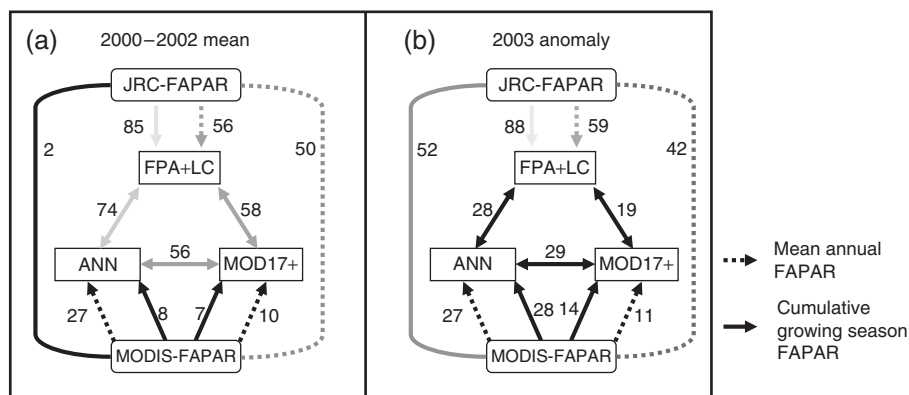 (a) 2000–2002 mean
JRC-FAPAR
85 56
2 50
FPA+LC
74 58
56
ANN MOD17+
27 8 7 10
MODIS-FAPAR
(b) 2003 anomaly
JRC-FAPAR
88 59
52 42
FPA+LC
28 19
29
ANN MOD17+
27 28 14 11
MODIS-FAPAR
Mean annual
FAPAR
Cumulative
growing season
FAPAR